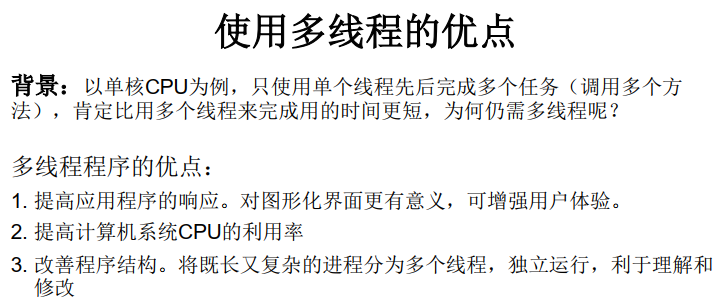 使用多线程的优点
背景：以单核CPU为例，只使用单个线程先后完成多个任务（调用多个方
法），肯定比用多个线程来完成用的时间更短，为何仍需多线程呢？
多线程程序的优点：
1. 提高应用程序的响应。对图形化界面更有意义，可增强用户体验。
2. 提高计算机系统CPU的利用率
3. 改善程序结构。将既长又复杂的进程分为多个线程，独立运行，利于理解和
修改